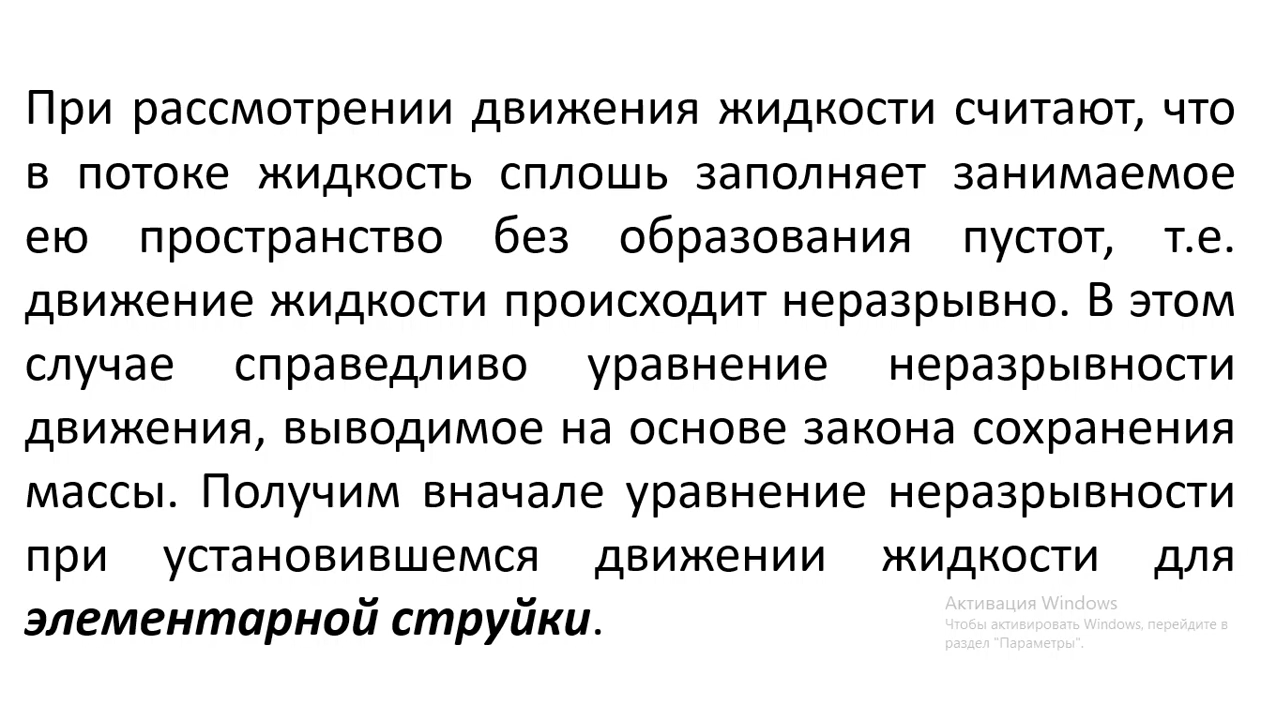 При рассмотрении движения жидкости считают, что
в потоке жидкость сплошь заполняет занимаемое
ею пространство без образования пустот, т.е.
движение жидкости происходит неразрывно. В этом
случае справедливо уравнение неразрывности
движения, выводимое на основе закона сохранения
массы. Получим вначале уравнение неразрывности
при установившемся движении жидкости для
элементарной струйки.
Активация Windows
Чтобы активировать Windows, перейдите в
раздел "Параметры".